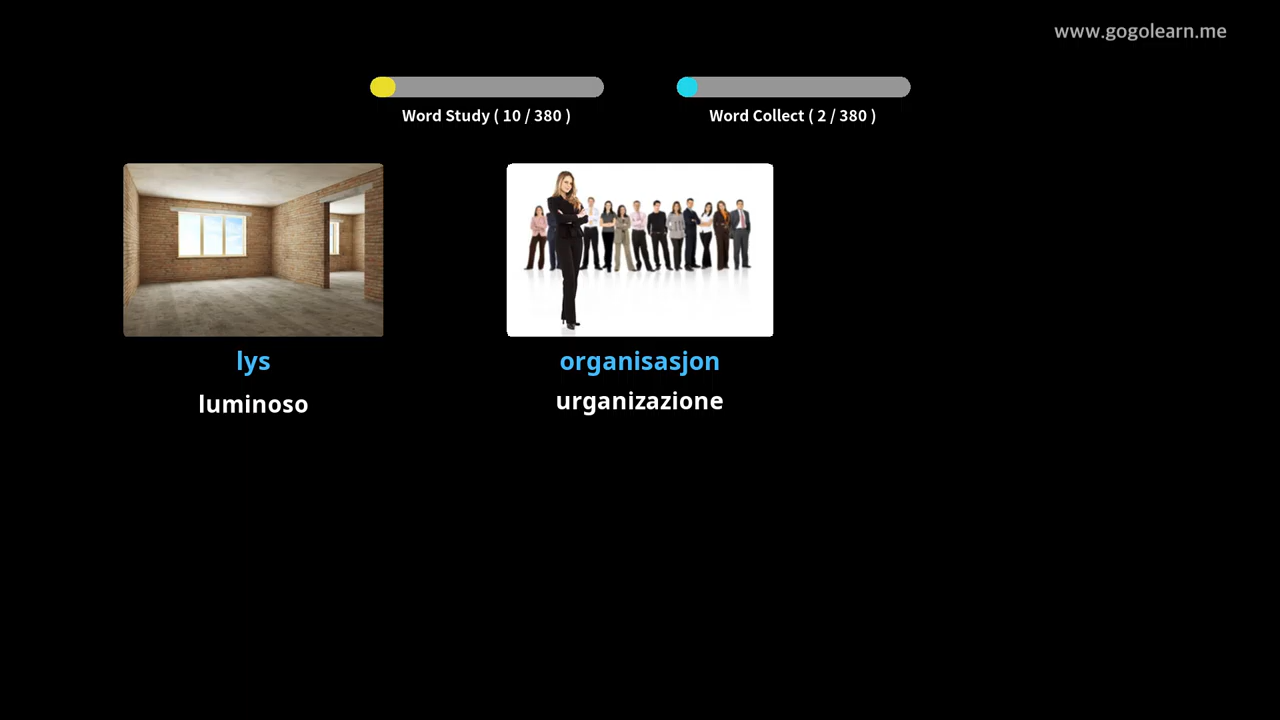 www.gogolearn.me
Word Study ( 10 / 380 )
Word Collect ( 2 / 380 )
lys
organisasjon
luminoso
urganizazione